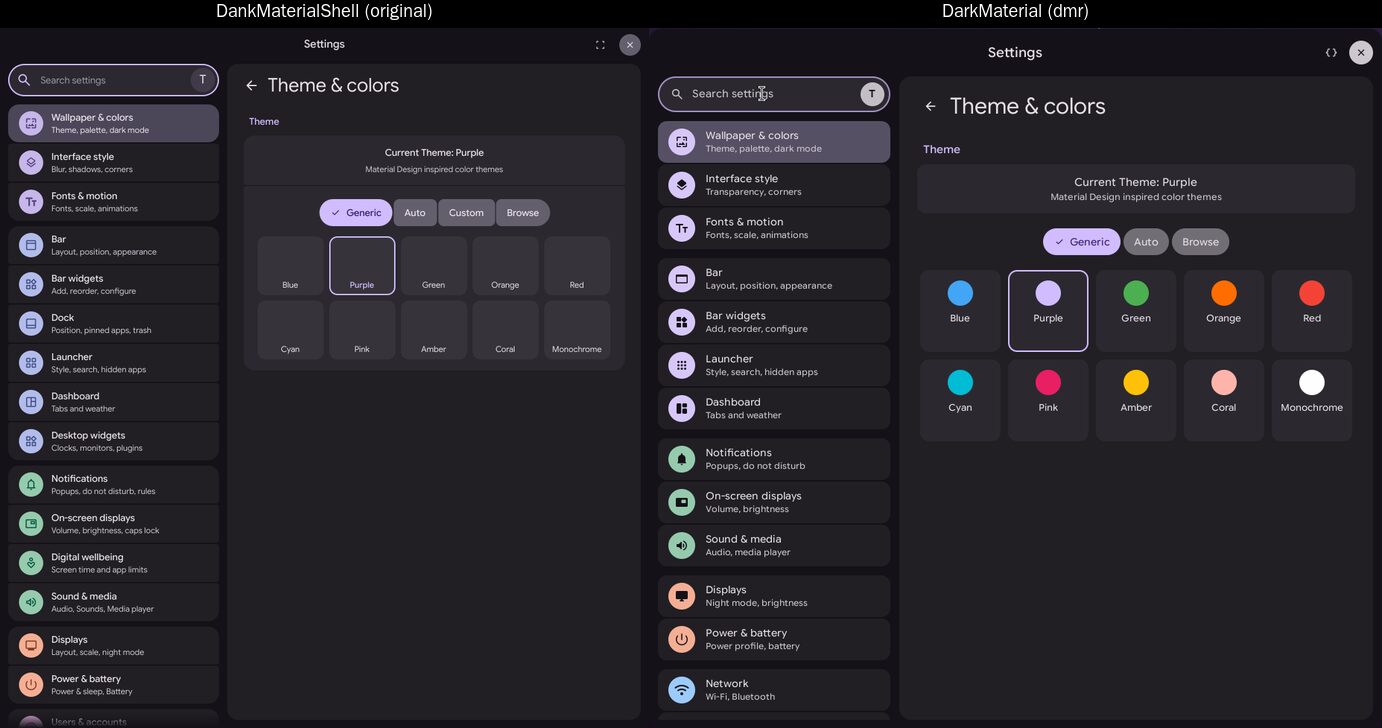 DankMaterialShell (original)
Settings
Search settings
T
Wallpaper & colors
Theme, palette, dark mode
Interface style
Blur, shadows, corners
Fonts & motion
Fonts, scale, animations
Bar
Layout, position, appearance
Bar widgets
Add, reorder, configure
Dock
Position, pinned apps, trash
Launcher
Style, search, hidden apps
Dashboard
Tabs and weather
Desktop widgets
Clocks, monitors, plugins
Notifications
Popups, do not disturb, rules
On-screen displays
Volume, brightness, caps lock
Digital wellbeing
Screen time and app limits
Sound & media
Audio, Sounds, Media player
Displays
Layout, scale, night mode
Power & battery
Power & sleep, Battery
Users & accounts
Theme & colors
Theme
Current Theme: Purple
Material Design inspired color themes
Generic Auto Custom Browse
Blue Purple Green Orange Red
Cyan Pink Amber Coral Monochrome
DarkMaterial (dmr)
Settings
Search settings
T
Wallpaper & colors
Theme, palette, dark mode
Interface style
Transparency, corners
Fonts & motion
Fonts, scale, animations
Bar
Layout, position, appearance
Bar widgets
Add, reorder, configure
Launcher
Style, search, hidden apps
Dashboard
Tabs and weather
Notifications
Popups, do not disturb
On-screen displays
Volume, brightness
Sound & media
Audio, media player
Displays
Night mode, brightness
Power & battery
Power profile, battery
Network
Wi-Fi, Bluetooth
Theme & colors
Theme
Current Theme: Purple
Material Design inspired color themes
Generic Auto Browse
Blue Purple Green Orange Red
Cyan Pink Amber Coral Monochrome